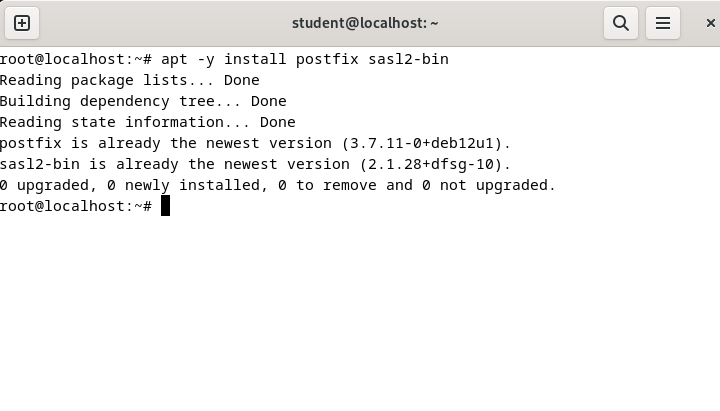 student@localhost: ~
root@localhost:~# apt -y install postfix sasl2-bin
Reading package lists... Done
Building dependency tree... Done
Reading state information... Done
postfix is already the newest version (3.7.11-0+deb12u1).
sasl2-bin is already the newest version (2.1.28+dfsg-10).
0 upgraded, 0 newly installed, 0 to remove and 0 not upgraded.
root@localhost:~#